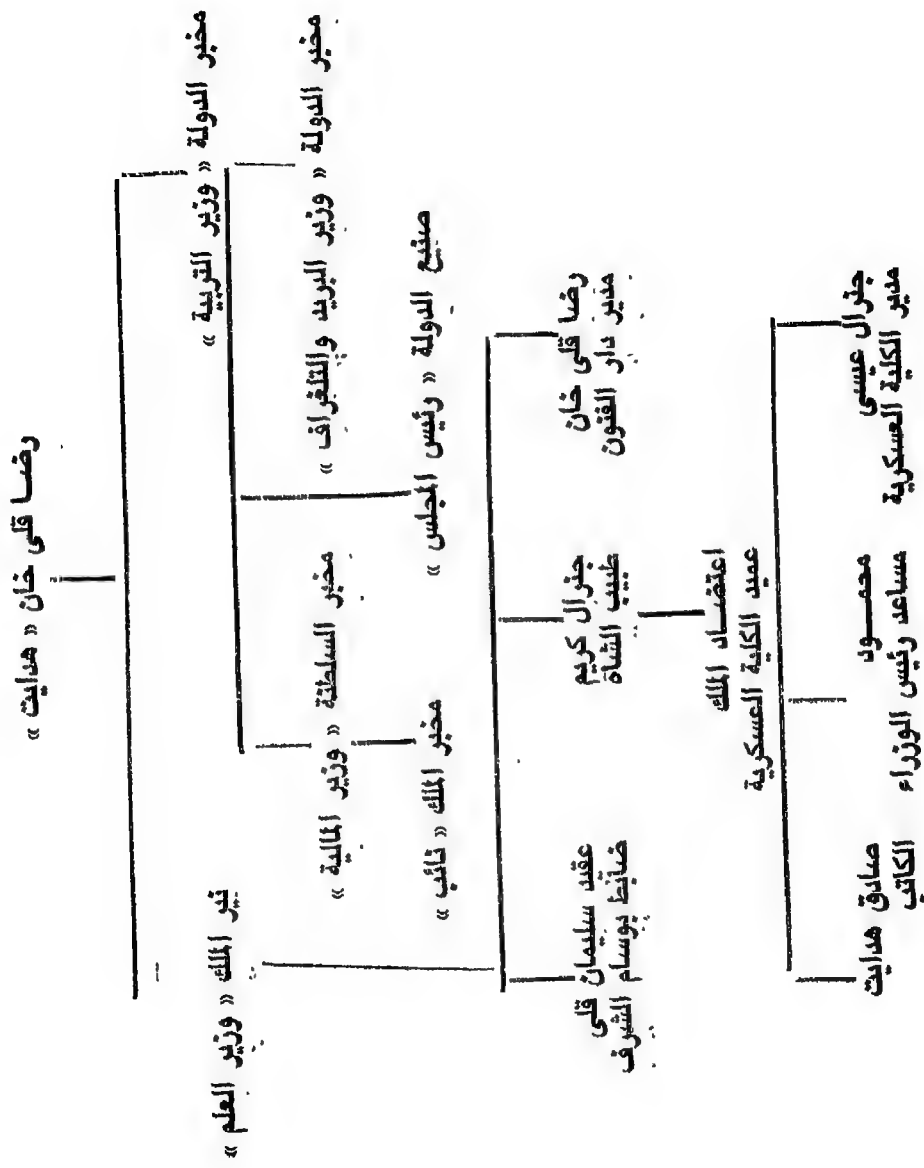 رضا قلى خان « هدايت »
مخبر الدولة « وزير التربية »
نير الملك « وزير العلم »
مخبر الدولة « وزير البريد والتلغراف »
مخبر السلطنة « وزير المالية »
صنيع الدولة « رئيس المجلس »
مخبر الملك « نائب »
رضا قلى خان
مدير دار الفنون
جنرال كريم
طبيب الشاة
عقيد سليمان قلى
ضابط بوسام الشرف
اعتضاد الملك
عميد الكلية العسكرية
جنرال عيسى
مدير الكلية العسكرية
محمود
مساعد رئيس الوزراء
صادق هدايت
الكاتب